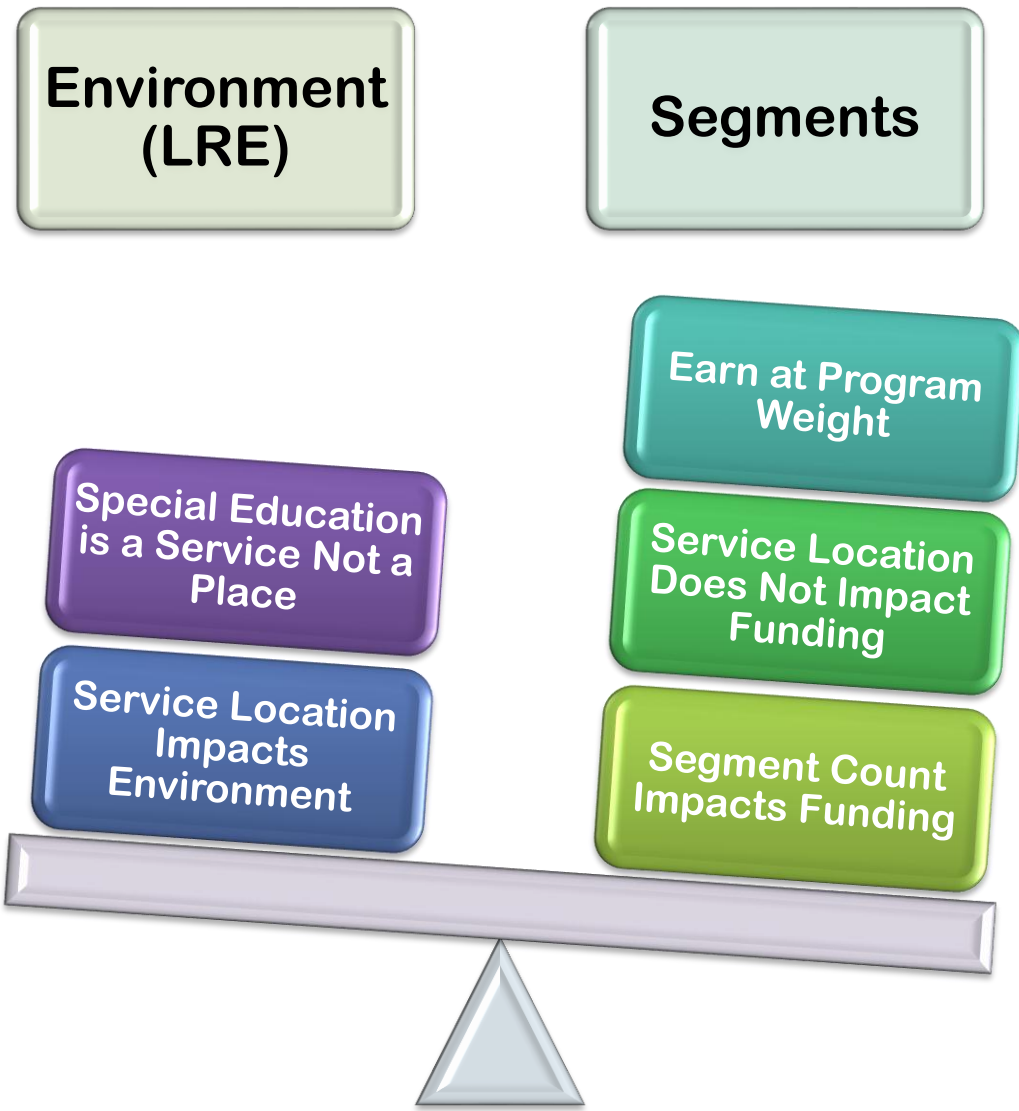 Environment
(LRE)
Segments
Special Education
is a Service Not a
Place
Service Location
Impacts
Environment
Earn at Program
Weight
Service Location
Does Not Impact
Funding
Segment Count
Impacts Funding